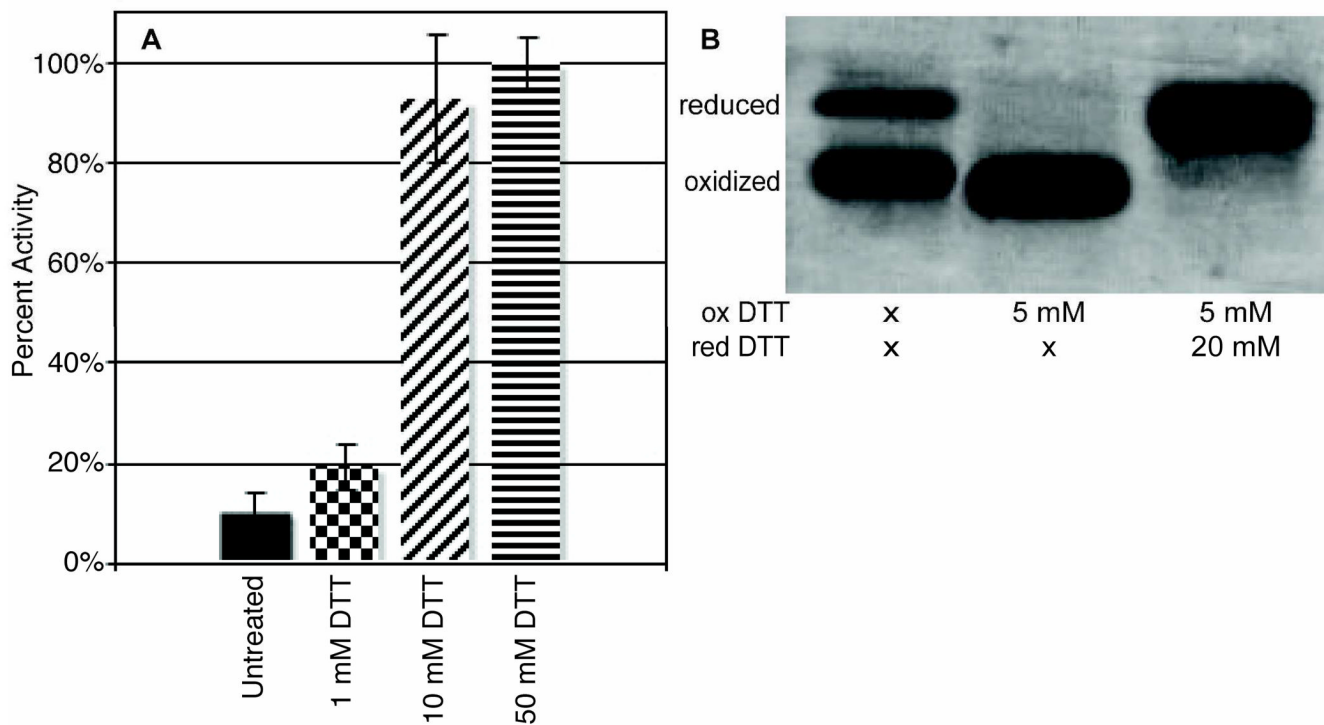 A
Percent Activity
100%
80%
60%
40%
20%
0%
Untreated
1 mM DTT
10 mM DTT
50 mM DTT
B
reduced
oxidized
ox DTT x 5 mM 5 mM
red DTT x x 20 mM